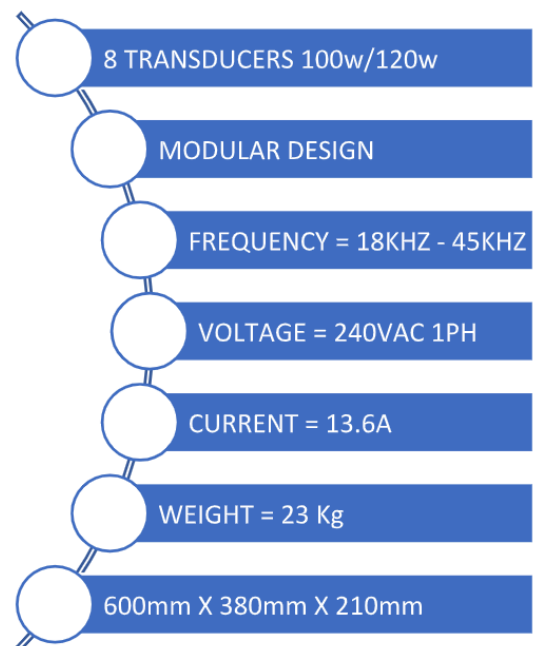 8 TRANSDUCERS 100w/120w
MODULAR DESIGN
FREQUENCY = 18KHZ - 45KHZ
VOLTAGE = 240VAC 1PH
CURRENT = 13.6A
WEIGHT = 23 Kg
600mm X 380mm X 210mm